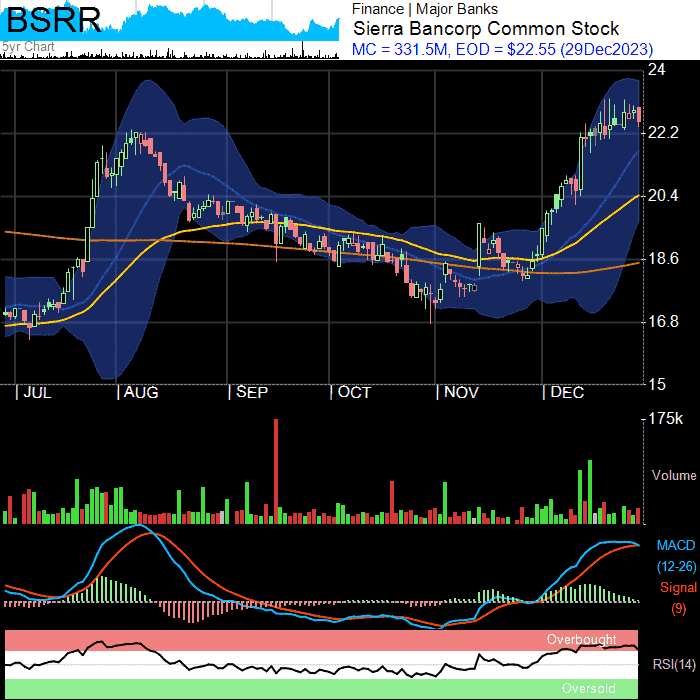 BSRR
5yr Chart
Finance | Major Banks
Sierra Bancorp Common Stock
MC = 331.5M, EOD = $22.55 (29Dec2023)
24
22.2
20.4
18.6
16.8
15
| JUL | AUG | SEP | OCT | NOV | DEC
175k
Volume
MACD
(12-26)
Signal
(9)
Overbought
RSI(14)
Oversold